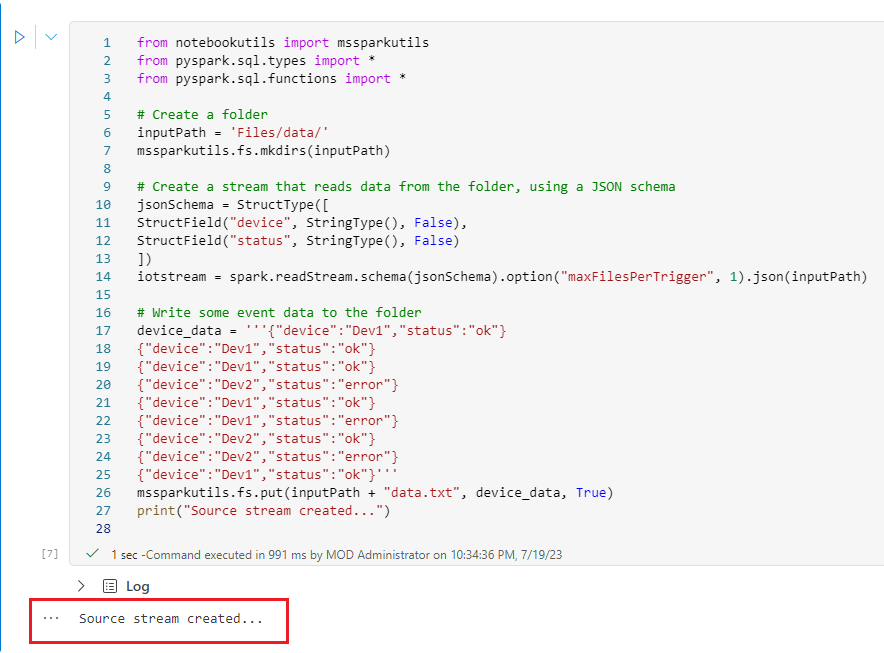 1 from notebookutils import mssparkutils
2 from pyspark.sql.types import *
3 from pyspark.sql.functions import *
4
5 # Create a folder
6 inputPath = 'Files/data/'
7 mssparkutils.fs.mkdirs(inputPath)
8
9 # Create a stream that reads data from the folder, using a JSON schema
10 jsonSchema = StructType([
11 StructField("device", StringType(), False),
12 StructField("status", StringType(), False)
13 ])
14 iotstream = spark.readStream.schema(jsonSchema).option("maxFilesPerTrigger", 1).json(inputPath)
15
16 # Write some event data to the folder
17 device_data = '''{"device":"Dev1","status":"ok"}
18 {"device":"Dev1","status":"ok"}
19 {"device":"Dev1","status":"ok"}
20 {"device":"Dev2","status":"error"}
21 {"device":"Dev1","status":"ok"}
22 {"device":"Dev1","status":"error"}
23 {"device":"Dev2","status":"ok"}
24 {"device":"Dev2","status":"error"}
25 {"device":"Dev1","status":"ok"}'''
26 mssparkutils.fs.put(inputPath + "data.txt", device_data, True)
27 print("Source stream created...")
28
[7] 1 sec -Command executed in 991 ms by MOD Administrator on 10:34:36 PM, 7/19/23
Log
... Source stream created...